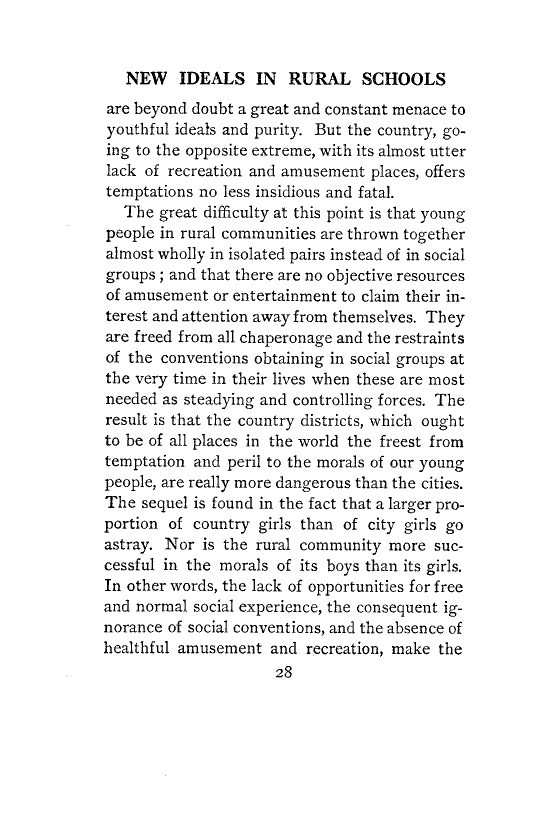 NEW IDEALS IN RURAL SCHOOLS
are beyond doubt a great and constant menace to
youthful ideals and purity. But the country, go-
ing to the opposite extreme, with its almost utter
lack of recreation and amusement places, offers
temptations no less insidious and fatal.
The great difficulty at this point is that young
people in rural communities are thrown together
almost wholly in isolated pairs instead of in social
groups ; and that there are no objective resources
of amusement or entertainment to claim their in-
terest and attention away from themselves. They
are freed from all chaperonage and the restraints
of the conventions obtaining in social groups at
the very time in their lives when these are most
needed as steadying and controlling forces. The
result is that the country districts, which ought
to be of all places in the world the freest from
temptation and peril to the morals of our young
people, are really more dangerous than the cities.
The sequel is found in the fact that a larger pro-
portion of country girls than of city girls go
astray. Nor is the rural community more suc-
cessful in the morals of its boys than its girls.
In other words, the lack of opportunities for free
and normal social experience, the consequent ig-
norance of social conventions, and the absence of
healthful amusement and recreation, make the
28